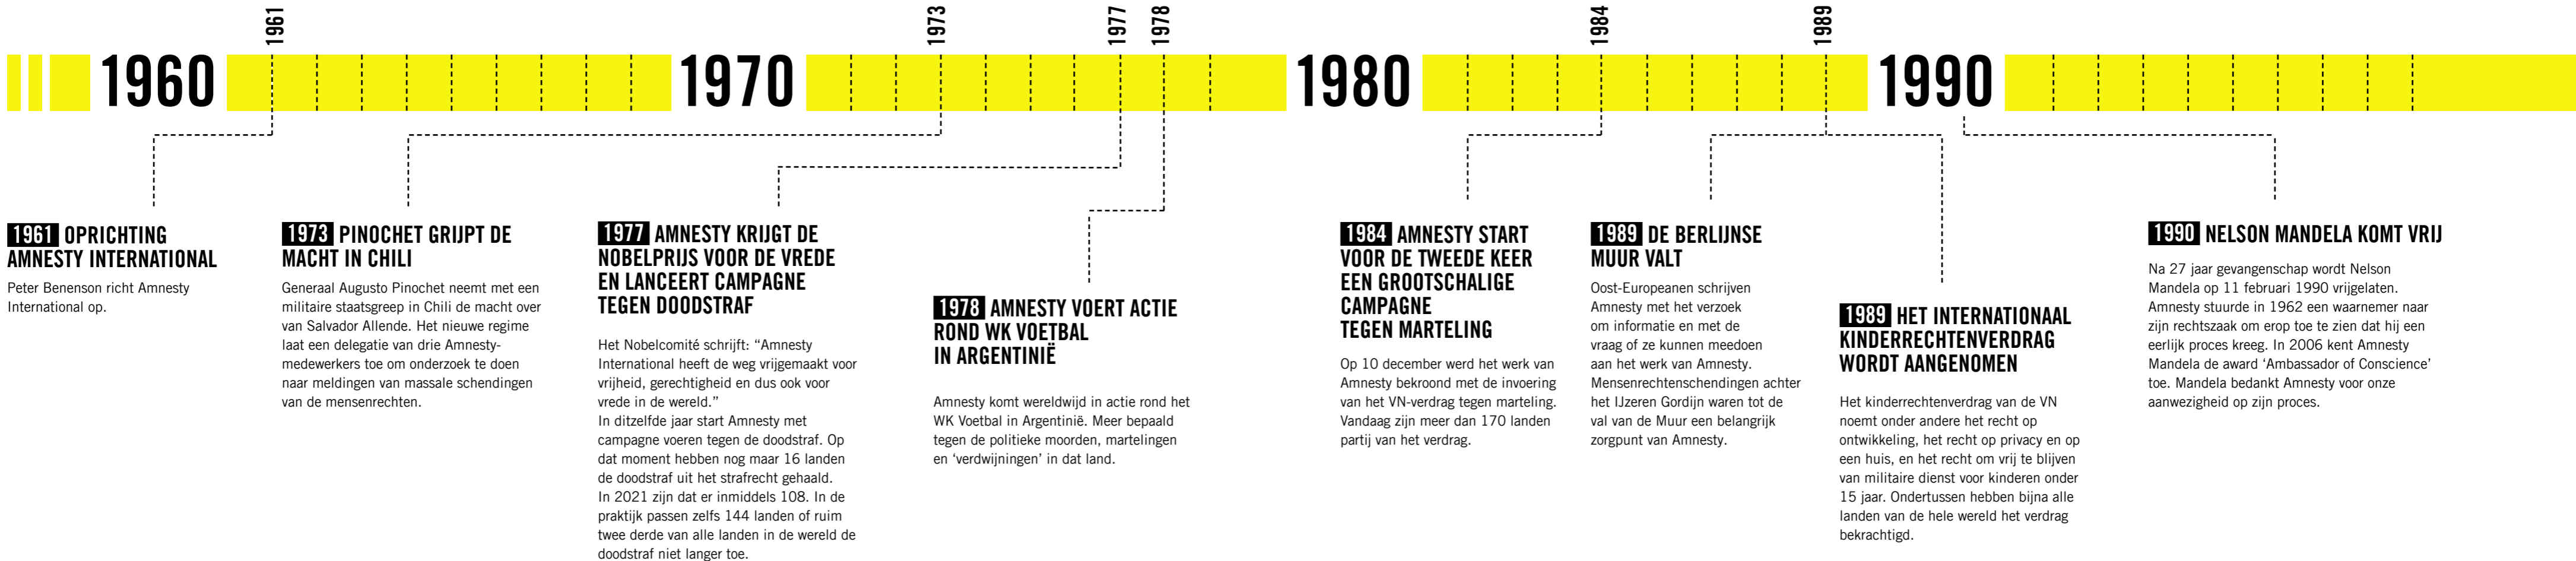 1961
1973
1977
1978
1984
1989
1960
1970
1980
1990
1961 OPRICHTING
AMNESTY INTERNATIONAL
Peter Benenson richt Amnesty
International op.
1973 PINOCHET GRIJPT DE
MACHT IN CHILI
Generaal Augusto Pinochet neemt met een
militaire staatsgreep in Chili de macht over
van Salvador Allende. Het nieuwe regime
laat een delegatie van drie Amnesty-
medewerkers toe om onderzoek te doen
naar meldingen van massale schendingen
van de mensenrechten.
1977 AMNESTY KRIJGT DE
NOBELPRIJS VOOR DE VREDE
EN LANCEERT CAMPAGNE
TEGEN DOODSTRAF
Het Nobelcomité schrijft: “Amnesty
International heeft de weg vrijgemaakt voor
vrijheid, gerechtigheid en dus ook voor
vrede in de wereld.”
In ditzelfde jaar start Amnesty met
campagne voeren tegen de doodstraf. Op
dat moment hebben nog maar 16 landen
de doodstraf uit het strafrecht gehaald.
In 2021 zijn dat er inmiddels 108. In de
praktijk passen zelfs 144 landen of ruim
twee derde van alle landen in de wereld de
doodstraf niet langer toe.
1978 AMNESTY VOERT ACTIE
ROND WK VOETBAL
IN ARGENTINIË
Amnesty komt wereldwijd in actie rond het
WK Voetbal in Argentinië. Meer bepaald
tegen de politieke moorden, martelingen
en ‘verdwijningen’ in dat land.
1984 AMNESTY START
VOOR DE TWEEDE KEER
EEN GROOTSCHALIGE
CAMPAGNE
TEGEN MARTELING
Op 10 december werd het werk van
Amnesty bekroond met de invoering
van het VN-verdrag tegen marteling.
Vandaag zijn meer dan 170 landen
partij van het verdrag.
1989 DE BERLIJNSE
MUUR VALT
Oost-Europeanen schrijven
Amnesty met het verzoek
om informatie en met de
vraag of ze kunnen meedoen
aan het werk van Amnesty.
Mensenrechtenschendingen achter
het IJzeren Gordijn waren tot de
val van de Muur een belangrijk
zorgpunt van Amnesty.
1989 HET INTERNATIONAAL
KINDERRECHTENVERDRAG
WORDT AANGENOMEN
Het kinderrechtenverdrag van de VN
noemt onder andere het recht op
ontwikkeling, het recht op privacy en op
een huis, en het recht om vrij te blijven
van militaire dienst voor kinderen onder
15 jaar. Ondertussen hebben bijna alle
landen van de hele wereld het verdrag
bekrachtigd.
1990 NELSON MANDELA KOMT VRIJ
Na 27 jaar gevangenschap wordt Nelson
Mandela op 11 februari 1990 vrijgelaten.
Amnesty stuurde in 1962 een waarnemer naar
zijn rechtszaak om erop toe te zien dat hij een
eerlijk proces kreeg. In 2006 kent Amnesty
Mandela de award ‘Ambassador of Conscience’
toe. Mandela bedankt Amnesty voor onze
aanwezigheid op zijn proces.